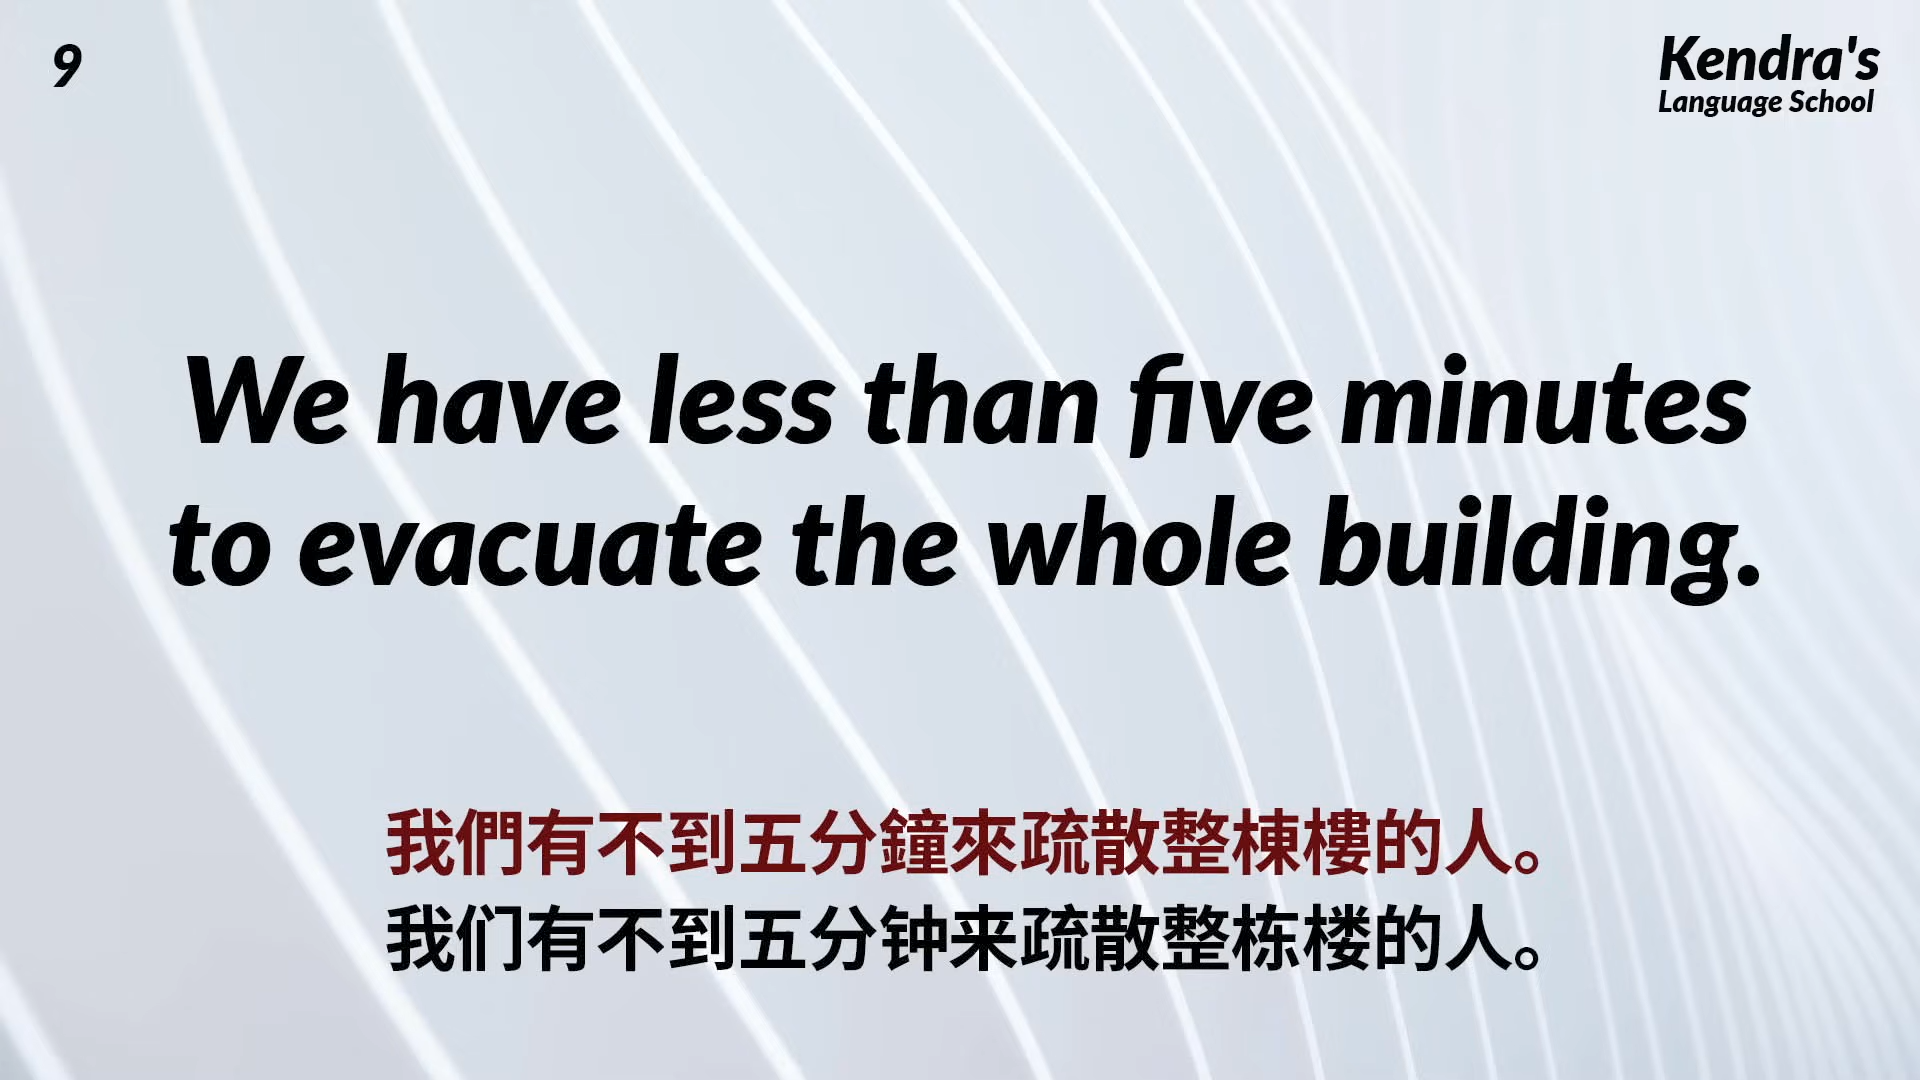 9
Kendra's
Language School
We have less than five minutes
to evacuate the whole building.
我們有不到五分鐘來疏散整棟樓的人。
我们有不到五分钟来疏散整栋楼的人。